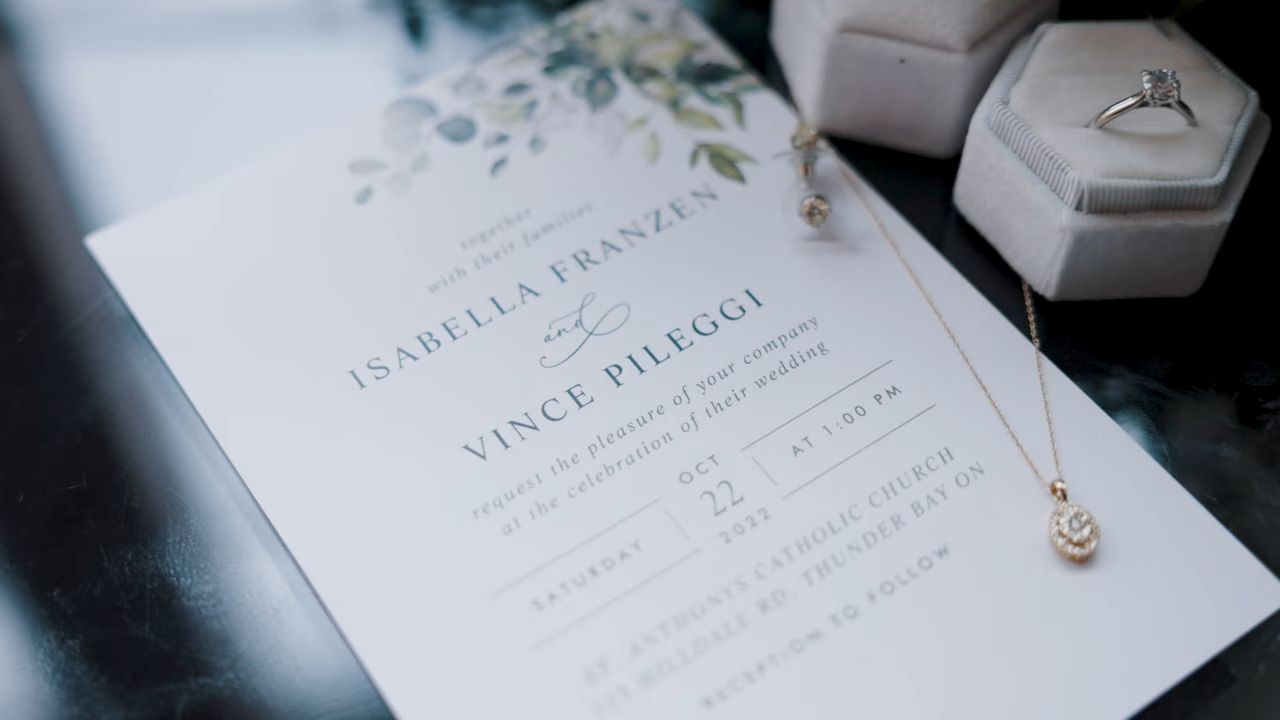 together
with their families
ISABELLA FRANZEN
and
VINCE PILEGGI
request the pleasure of your company
at the celebration of their wedding
SATURDAY
OCT
22
2022
AT 1:00 PM
ST. ANTHONYS CATHOLIC CHURCH
HILLDALE RD, THUNDER BAY ON
RECEPTION TO FOLLOW